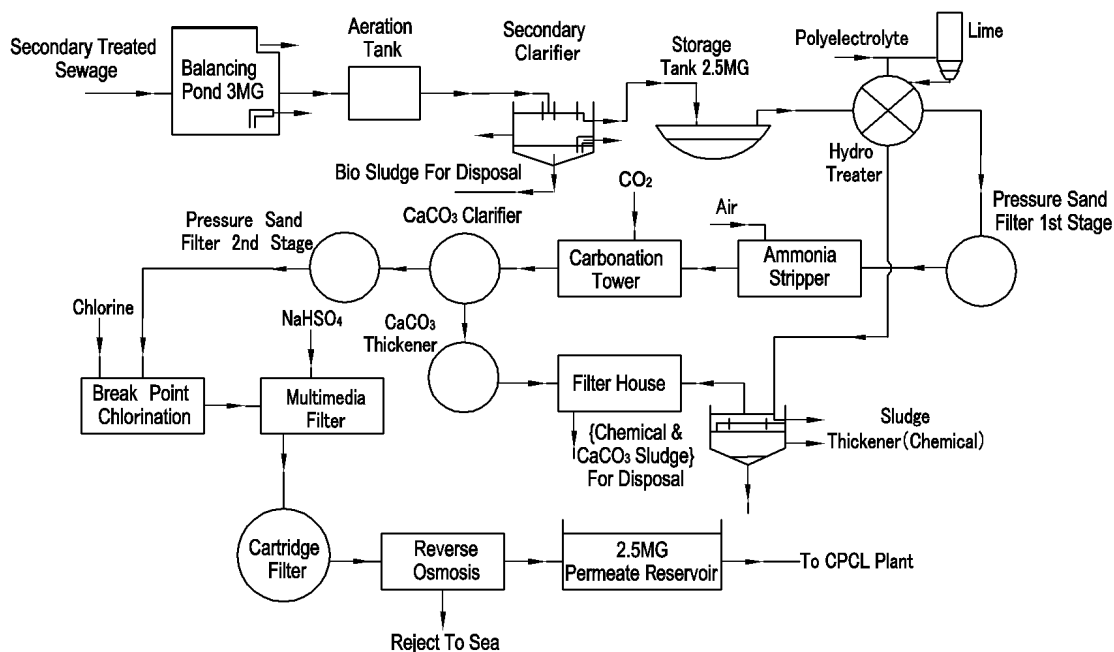 Secondary Treated
Sewage
Balancing
Pond 3MG
Aeration
Tank
Secondary
Clarifier
Storage
Tank 2.5MG
Polyelectrolyte
Lime
Hydro
Treater
Bio Sludge For Disposal
Pressure Sand
Filter 1st Stage
Air
Ammonia
Stripper
CO₂
Carbonation
Tower
CaCO₃ Clarifier
Pressure Sand
Filter 2nd Stage
Chlorine
NaHSO₄
CaCO₃
Thickener
Break Point
Chlorination
Multimedia
Filter
Filter House
{Chemical &
CaCO₃ Sludge}
For Disposal
Sludge
Thickener(Chemical)
Cartridge
Filter
Reverse
Osmosis
2.5MG
Permeate Reservoir
To CPCL Plant
Reject To Sea